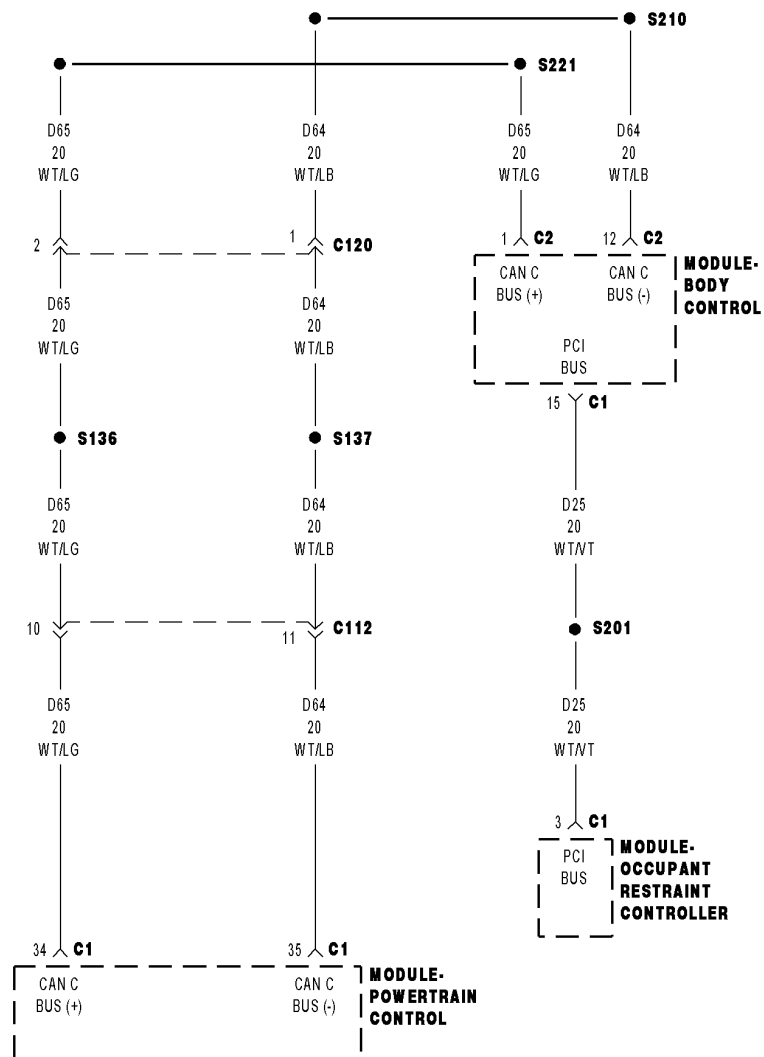 S210
S221
D65
20
WT/LG
D64
20
WT/LB
D65
20
WT/LG
D64
20
WT/LB
2
1
C120
1
C2
12
C2
CAN C
BUS (+)
CAN C
BUS (-)
MODULE-
BODY
CONTROL
D65
20
WT/LG
D64
20
WT/LB
PCI
BUS
15
C1
S136
S137
D65
20
WT/LG
D64
20
WT/LB
D25
20
WT/VT
10
11
C112
S201
D65
20
WT/LG
D64
20
WT/LB
D25
20
WT/VT
3
C1
PCI
BUS
MODULE-
OCCUPANT
RESTRAINT
CONTROLLER
34
C1
35
C1
CAN C
BUS (+)
CAN C
BUS (-)
MODULE-
POWERTRAIN
CONTROL